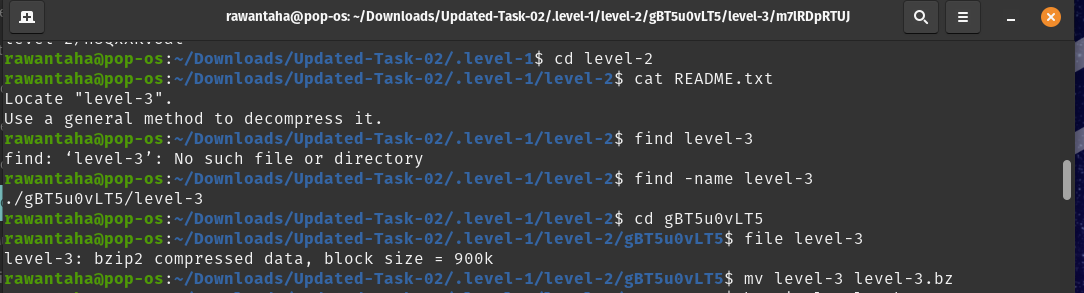 rawantaha@pop-os: ~/Downloads/Updated-Task-02/.level-1/level-2/gBT5u0vLT5/level-3/m7lRDpRTUJ
rawantaha@pop-os:~/Downloads/Updated-Task-02/.level-1$ cd level-2
rawantaha@pop-os:~/Downloads/Updated-Task-02/.level-1/level-2$ cat README.txt
Locate "level-3".
Use a general method to decompress it.
rawantaha@pop-os:~/Downloads/Updated-Task-02/.level-1/level-2$ find level-3
find: ‘level-3’: No such file or directory
rawantaha@pop-os:~/Downloads/Updated-Task-02/.level-1/level-2$ find -name level-3
./gBT5u0vLT5/level-3
rawantaha@pop-os:~/Downloads/Updated-Task-02/.level-1/level-2$ cd gBT5u0vLT5
rawantaha@pop-os:~/Downloads/Updated-Task-02/.level-1/level-2/gBT5u0vLT5$ file level-3
level-3: bzip2 compressed data, block size = 900k
rawantaha@pop-os:~/Downloads/Updated-Task-02/.level-1/level-2/gBT5u0vLT5$ mv level-3 level-3.bz